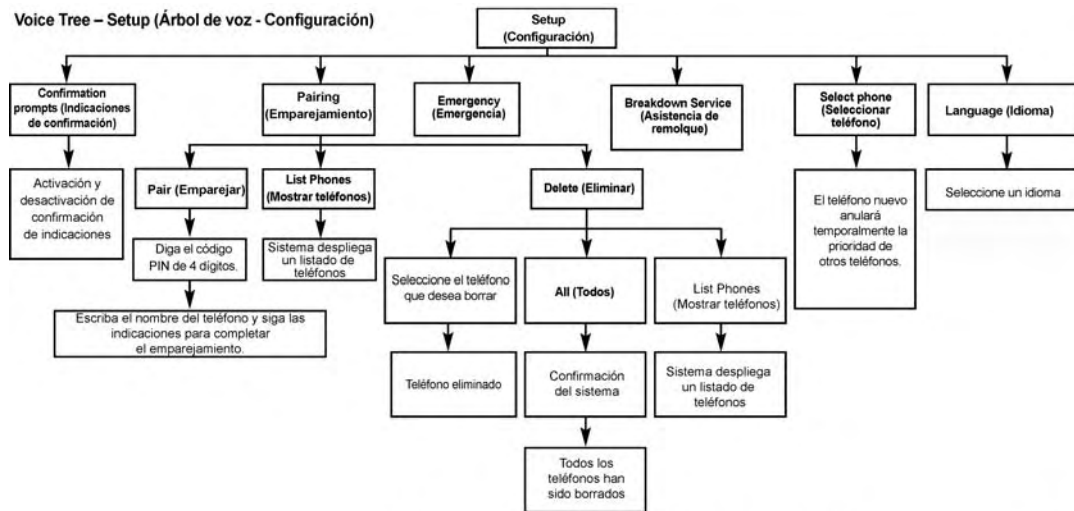 Voice Tree – Setup (Árbol de voz - Configuración)
Setup
(Configuración)
Confirmation
prompts (Indicaciones
de confirmación)
Pairing
(Emparejamiento)
Emergency
(Emergencia)
Breakdown Service
(Asistencia de
remolque)
Select phone
(Seleccionar
teléfono)
Language (Idioma)
Activación y
desactivación de
confirmación
de indicaciones
Pair (Emparejar)
List Phones
(Mostrar teléfonos)
Delete (Eliminar)
El teléfono nuevo
anulará
temporalmente la
prioridad de
otros teléfonos.
Seleccione un idioma
Diga el código
PIN de 4 dígitos.
Sistema despliega
un listado de
teléfonos
Escriba el nombre del teléfono y siga las
indicaciones para completar
el emparejamiento.
Seleccione el teléfono
que desea borrar
All (Todos)
List Phones
(Mostrar teléfonos)
Teléfono eliminado
Confirmación
del sistema
Sistema despliega
un listado de
teléfonos
Todos los
teléfonos han
sido borrados